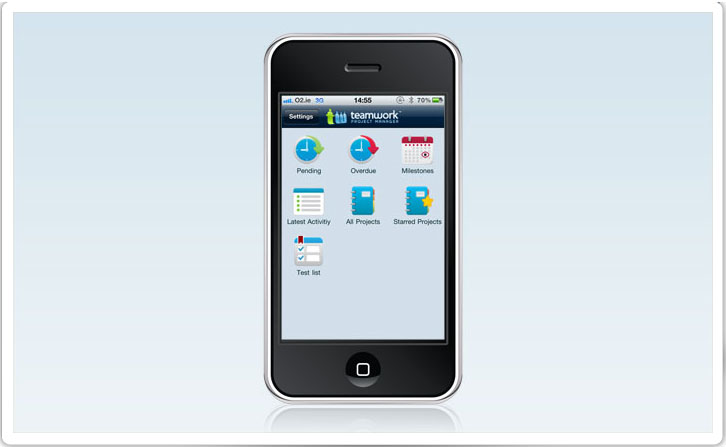 O2.ie 3G 14:55 70%
Settings teamwork™
PROJECT MANAGER
Pending Overdue Milestones
Latest Activitiy All Projects Starred Projects
Test list